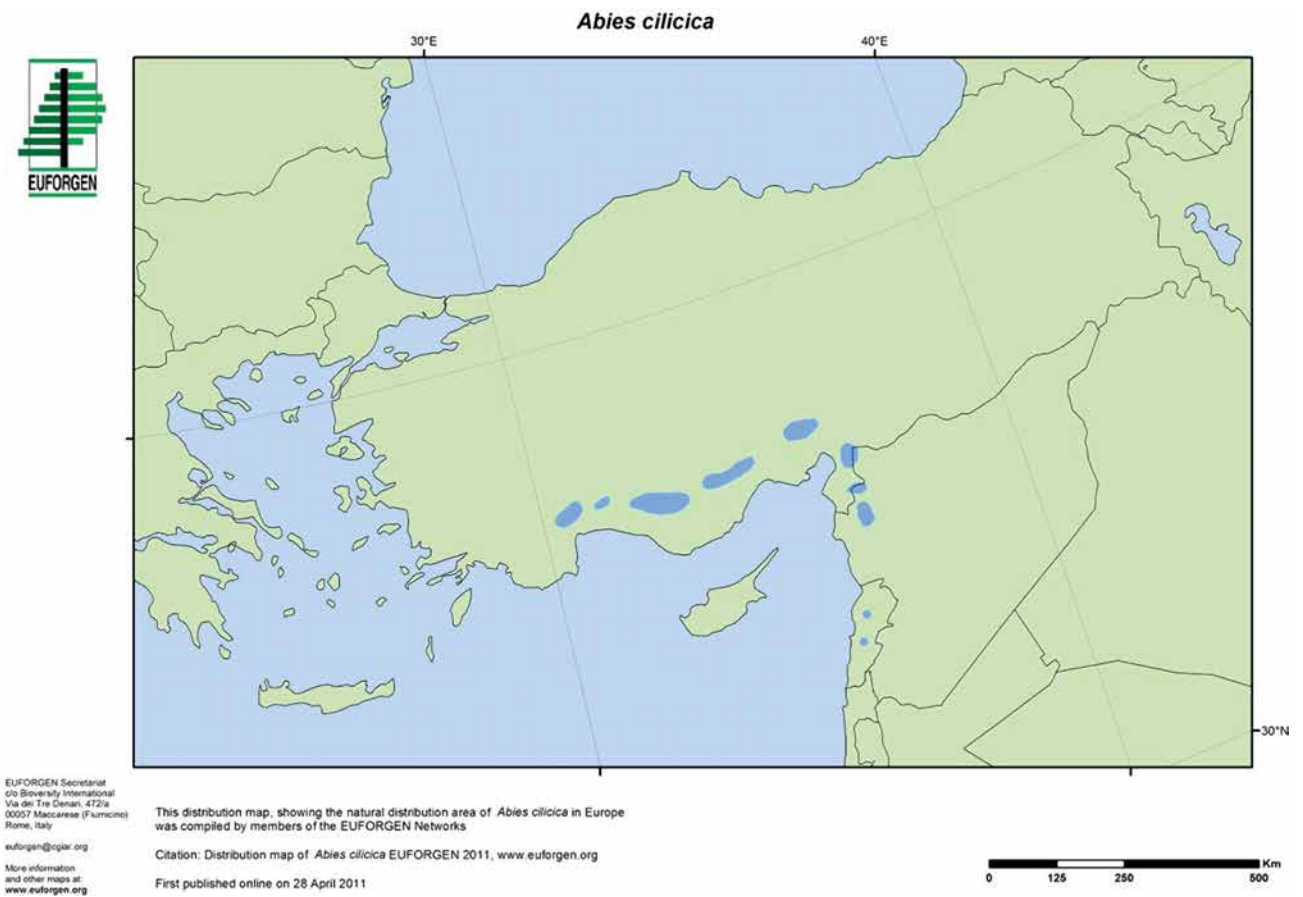 Abies cilicica
30°E
40°E
EUFORGEN
30°N
EUFORGEN Secretariat
c/o Bioversity International
Via dei Tre Denari, 472/a
00057 Maccarese (Fiumicino)
Rome, Italy
euforgen@cgiar.org
More information
and other maps at:
www.euforgen.org
This distribution map, showing the natural distribution area of Abies cilicica in Europe
was compiled by members of the EUFORGEN Networks
Citation: Distribution map of Abies cilicica EUFORGEN 2011, www.euforgen.org
First published online on 28 April 2011
Km
0 125 250 500